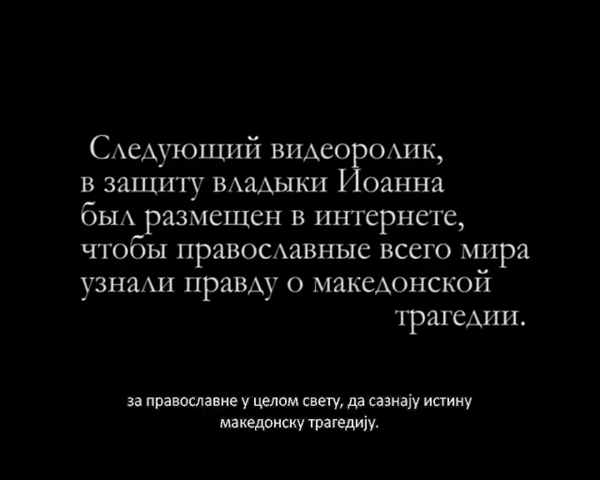 Следующий видеоролик,
в защиту владыки Иоанна
был размещен в интернете,
чтобы православные всего мира
узнали правду о македонской
трагедии.
за православне у целом свету, да сазнају истину
македонску трагедију.